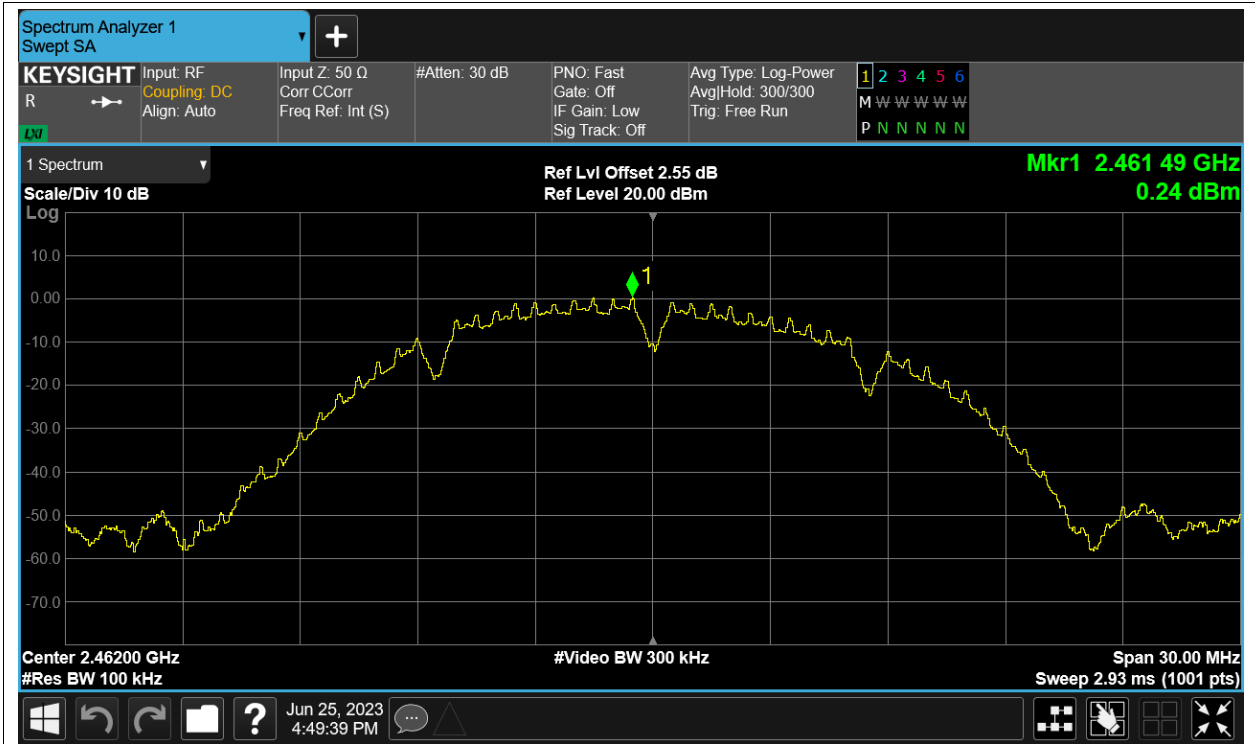 Spectrum Analyzer 1
Swept SA
KEYSIGHT
R
LXI
Input: RF
Coupling: DC
Align: Auto
Input Z: 50 Ω
Corr CCorr
Freq Ref: Int (S)
#Atten: 30 dB
PNO: Fast
Gate: Off
IF Gain: Low
Sig Track: Off
Avg Type: Log-Power
Avg|Hold: 300/300
Trig: Free Run
1 2 3 4 5 6
M W W W W W W
P N N N N N
1 Spectrum
Scale/Div 10 dB
Log
Ref Lvl Offset 2.55 dB
Ref Level 20.00 dBm
Mkr1 2.461 49 GHz
0.24 dBm
1
10.0
0.00
-10.0
-20.0
-30.0
-40.0
-50.0
-60.0
-70.0
Center 2.46200 GHz
#Res BW 100 kHz
#Video BW 300 kHz
Span 30.00 MHz
Sweep 2.93 ms (1001 pts)
?
Jun 25, 2023
4:49:39 PM